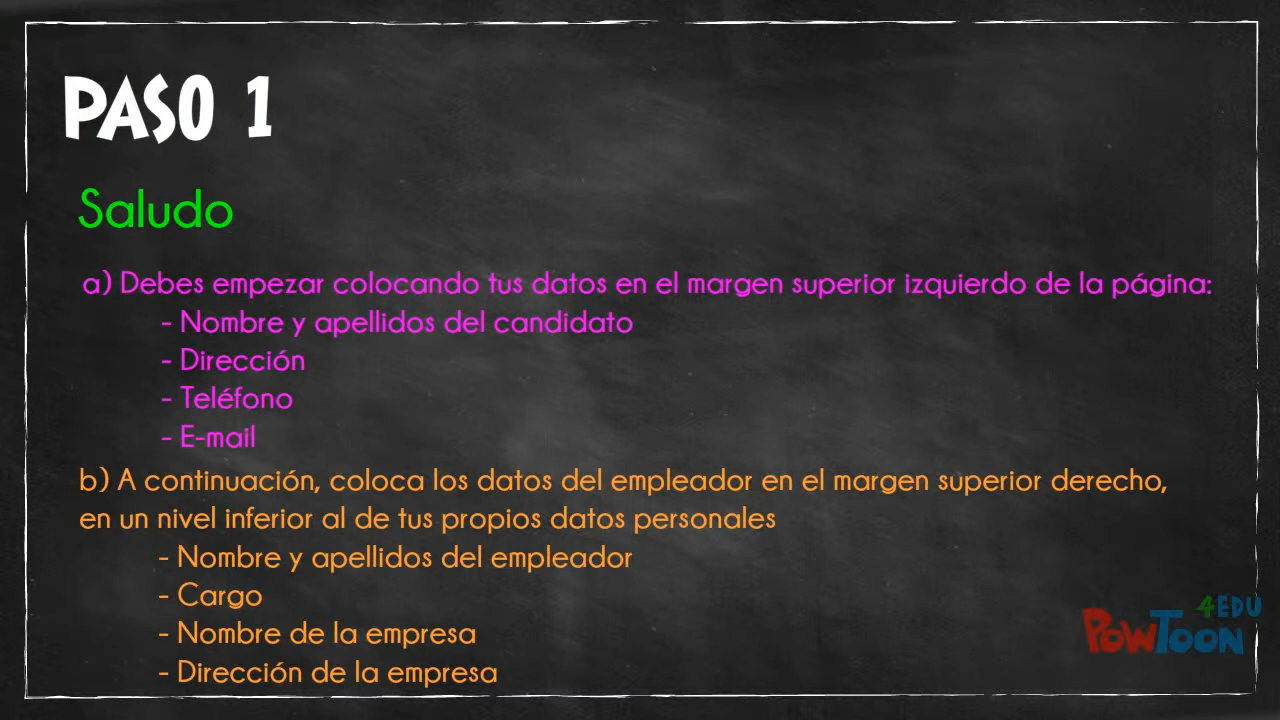 PASO 1
Saludo
a) Debes empezar colocando tus datos en el margen superior izquierdo de la página:
- Nombre y apellidos del candidato
- Dirección
- Teléfono
- E-mail
b) A continuación, coloca los datos del empleador en el margen superior derecho,
en un nivel inferior al de tus propios datos personales
- Nombre y apellidos del empleador
- Cargo
- Nombre de la empresa
- Dirección de la empresa
4EDU
POWTOON